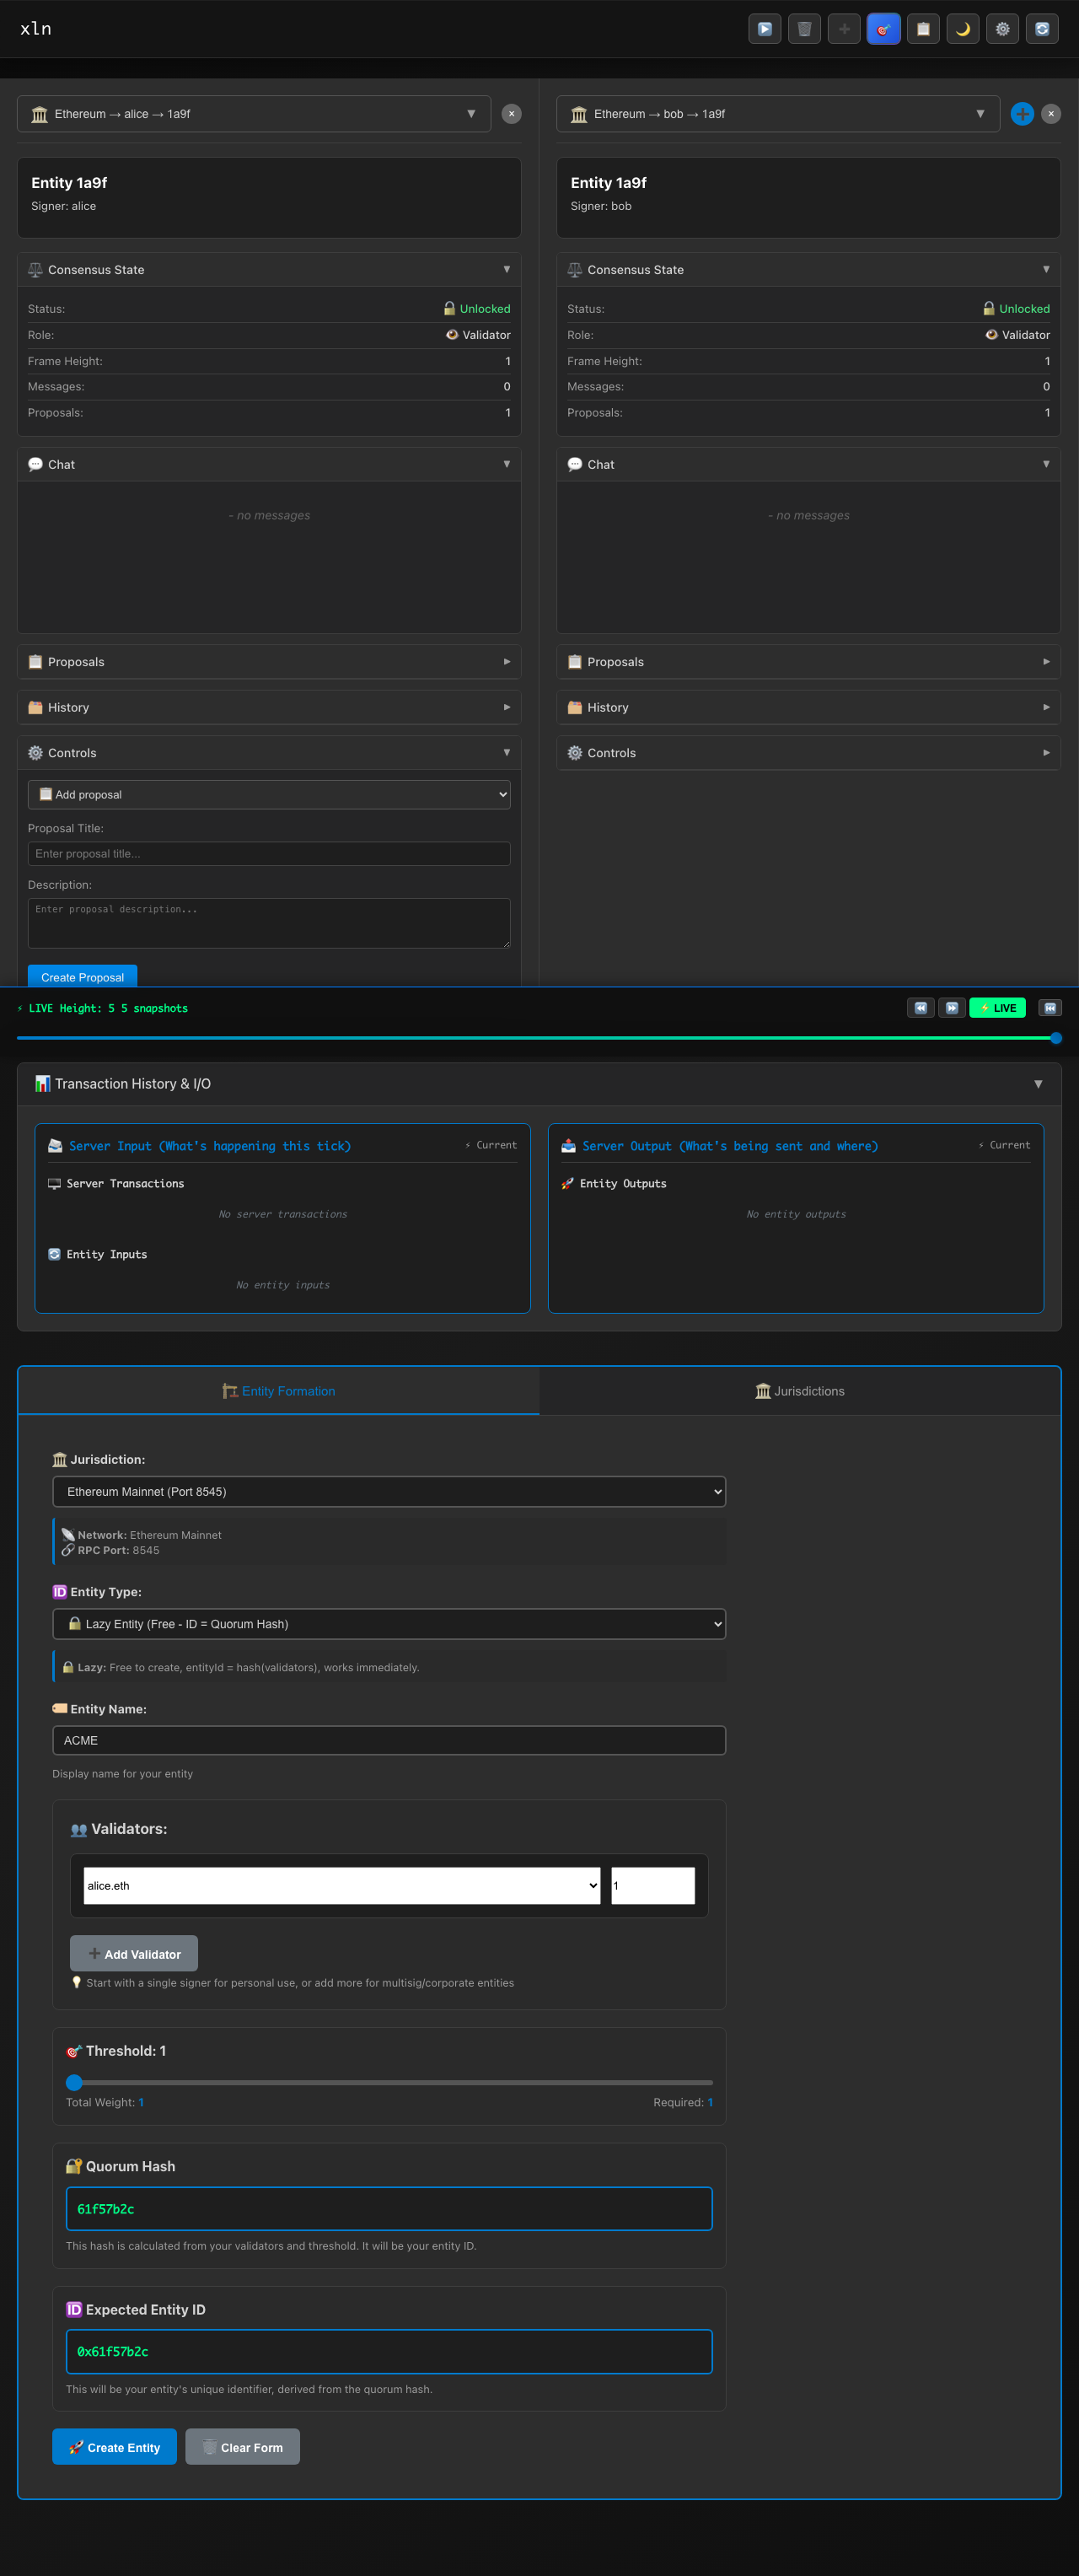 xln
Ethereum → alice → 1a9f ▼ ×
Entity 1a9f
Signer: alice
Consensus State ▼
Status: Unlocked
Role: Validator
Frame Height: 1
Messages: 0
Proposals: 1
Chat ▼
- no messages
Proposals ▶
History ▶
Controls ▼
Add proposal
Proposal Title:
Enter proposal title...
Description:
Enter proposal description...
Create Proposal
Ethereum → bob → 1a9f ▼ ×
Entity 1a9f
Signer: bob
Consensus State ▼
Status: Unlocked
Role: Validator
Frame Height: 1
Messages: 0
Proposals: 1
Chat ▼
- no messages
Proposals ▶
History ▶
Controls ▶
⚡ LIVE Height: 5 5 snapshots
⚡ LIVE
Transaction History & I/O ▼
Server Input (What's happening this tick) ⚡ Current
Server Transactions
No server transactions
Entity Inputs
No entity inputs
Server Output (What's being sent and where) ⚡ Current
Entity Outputs
No entity outputs
Entity Formation
Jurisdictions
Jurisdiction:
Ethereum Mainnet (Port 8545)
Network: Ethereum Mainnet
RPC Port: 8545
Entity Type:
Lazy Entity (Free - ID = Quorum Hash)
Lazy: Free to create, entityId = hash(validators), works immediately.
Entity Name:
ACME
Display name for your entity
Validators:
alice.eth 1
Add Validator
Start with a single signer for personal use, or add more for multisig/corporate entities
Threshold: 1
Total Weight: 1 Required: 1
Quorum Hash
61f57b2c
This hash is calculated from your validators and threshold. It will be your entity ID.
Expected Entity ID
0x61f57b2c
This will be your entity's unique identifier, derived from the quorum hash.
Create Entity
Clear Form